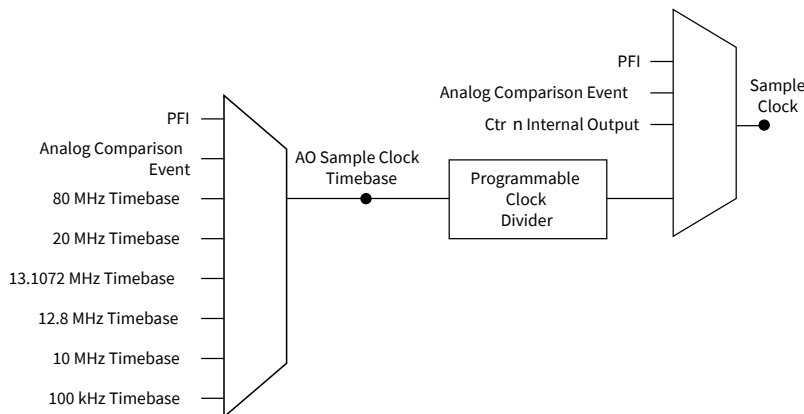 PFI
Analog Comparison Event
Ctr n Internal Output
Sample
Clock
PFI
Analog Comparison
Event
80 MHz Timebase
20 MHz Timebase
13.1072 MHz Timebase
12.8 MHz Timebase
10 MHz Timebase
100 kHz Timebase
AO Sample Clock
Timebase
Programmable
Clock
Divider